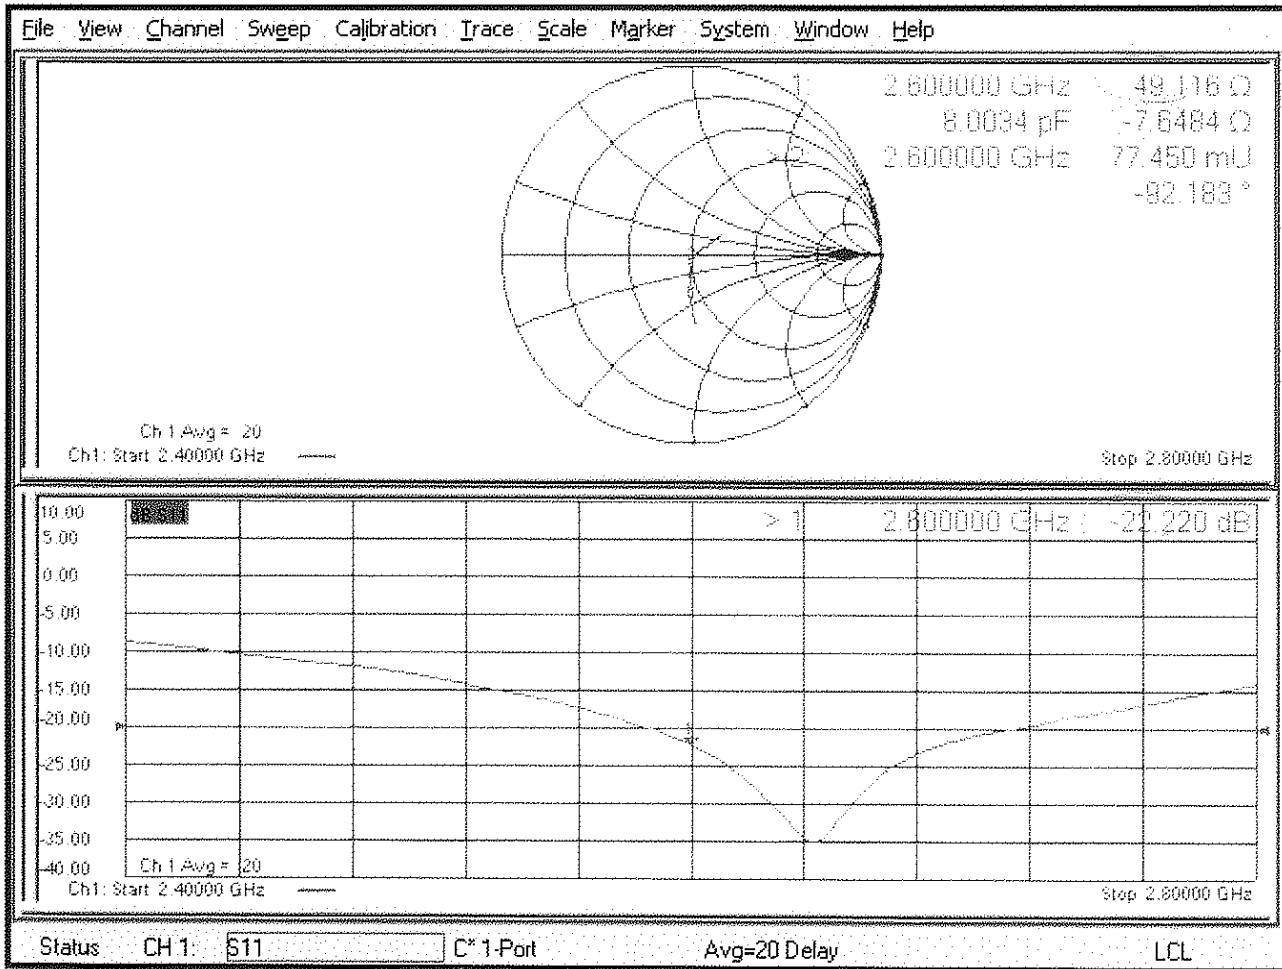 File View Channel Sweep Calibration Trace Scale Marker System Window Help
1: 2.600000 GHz 49.116 Ω
8.0034 pF -7.6484 Ω
2.600000 GHz 77.450 mU
-92.183 °
Ch 1 Avg = 20
Ch1: Start 2.40000 GHz
Stop 2.80000 GHz
10.00
> 1: 2.600000 GHz : -22.220 dB
5.00
0.00
-5.00
-10.00
-15.00
-20.00
-25.00
-30.00
-35.00
-40.00
Ch 1 Avg = 20
Ch1: Start 2.40000 GHz
Stop 2.80000 GHz
Status CH 1: S11 C* 1-Port Avg=20 Delay LCL